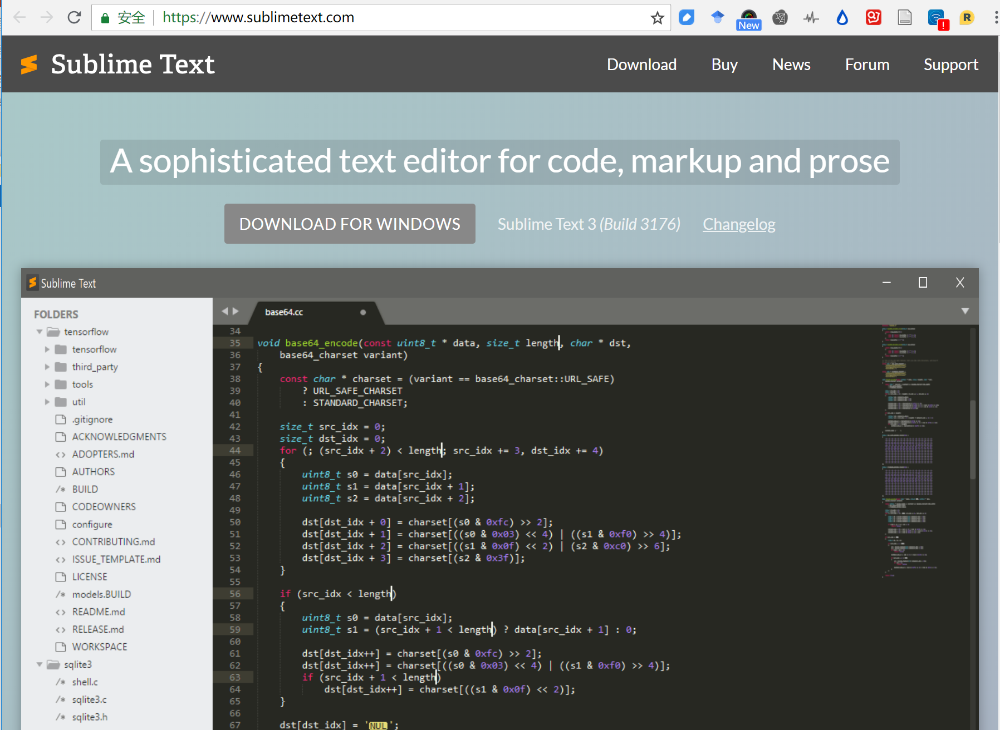 安全 https://www.sublimetext.com
New
!
R
Sublime Text
Download Buy News Forum Support
A sophisticated text editor for code, markup and prose
DOWNLOAD FOR WINDOWS Sublime Text 3 (Build 3176) Changelog
Sublime Text
FOLDERS
tensorflow
tensorflow
third_party
tools
util
.gitignore
ACKNOWLEDGMENTS
<> ADOPTERS.md
AUTHORS
/* BUILD
CODEOWNERS
configure
<> CONTRIBUTING.md
<> ISSUE_TEMPLATE.md
LICENSE
/* models.BUILD
<> README.md
<> RELEASE.md
WORKSPACE
sqlite3
/* shell.c
/* sqlite3.c
/* sqlite3.h
base64.cc
34
35 void base64_encode(const uint8_t * data, size_t length, char * dst,
36     base64_charset variant)
37 {
38     const char * charset = (variant == base64_charset::URL_SAFE)
39         ? URL_SAFE_CHARSET
40         : STANDARD_CHARSET;
41
42     size_t src_idx = 0;
43     size_t dst_idx = 0;
44     for (; (src_idx + 2) < length; src_idx += 3, dst_idx += 4)
45     {
46         uint8_t s0 = data[src_idx];
47         uint8_t s1 = data[src_idx + 1];
48         uint8_t s2 = data[src_idx + 2];
49
50         dst[dst_idx + 0] = charset[(s0 & 0xfc) >> 2];
51         dst[dst_idx + 1] = charset[((s0 & 0x03) << 4) | ((s1 & 0xf0) >> 4)];
52         dst[dst_idx + 2] = charset[((s1 & 0x0f) << 2) | (s2 & 0xc0) >> 6];
53         dst[dst_idx + 3] = charset[(s2 & 0x3f)];
54     }
55
56     if (src_idx < length)
57     {
58         uint8_t s0 = data[src_idx];
59         uint8_t s1 = (src_idx + 1 < length) ? data[src_idx + 1] : 0;
60
61         dst[dst_idx++] = charset[(s0 & 0xfc) >> 2];
62         dst[dst_idx++] = charset[((s0 & 0x03) << 4) | ((s1 & 0xf0) >> 4)];
63         if (src_idx + 1 < length)
64             dst[dst_idx++] = charset[((s1 & 0x0f) << 2)];
65     }
66
67     dst[dst_idx] = 'NUL';